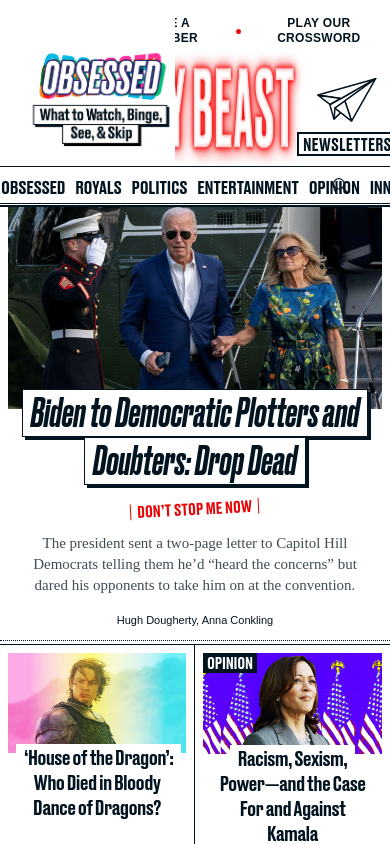 E A
BER
PLAY OUR
CROSSWORD
OBSESSED
What to Watch, Binge,
See, & Skip
Y BEAST
NEWSLETTERS
OBSESSED ROYALS POLITICS ENTERTAINMENT OPINION INN
Biden to Democratic Plotters and
Doubters: Drop Dead
DON’T STOP ME NOW
The president sent a two-page letter to Capitol Hill
Democrats telling them he’d “heard the concerns” but
dared his opponents to take him on at the convention.
Hugh Dougherty, Anna Conkling
‘House of the Dragon’:
Who Died in Bloody
Dance of Dragons?
OPINION
Racism, Sexism,
Power—and the Case
For and Against
Kamala